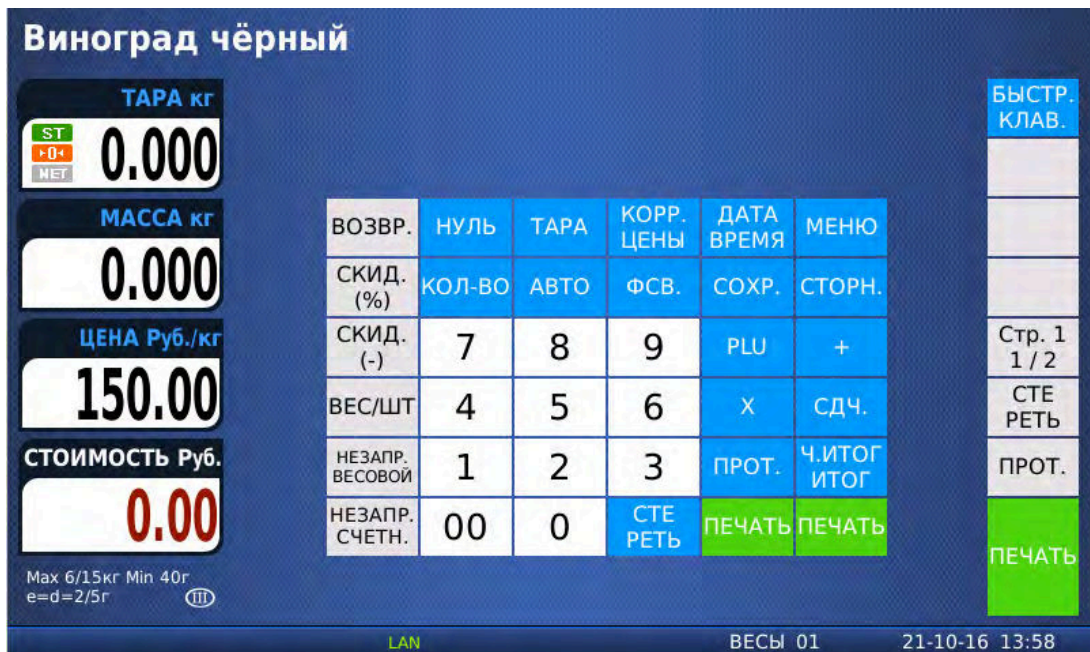 Виноград чёрный
ТАРА кг
ST
▸0◂
NET
0.000
МАССА кг
0.000
ЦЕНА Руб./кг
150.00
СТОИМОСТЬ Руб.
0.00
Max 6/15кг Min 40г
e=d=2/5г
III
ВОЗВР. НУЛЬ ТАРА КОРР. ЦЕНЫ ДАТА ВРЕМЯ МЕНЮ
СКИД. (%) КОЛ-ВО АВТО ФСВ. СОХР. СТОРН.
СКИД. (-) 7 8 9 PLU +
ВЕС/ШТ 4 5 6 X СДЧ.
НЕЗАПР. ВЕСОВОЙ 1 2 3 ПРОТ. Ч.ИТОГ ИТОГ
НЕЗАПР. СЧЕТН. 00 0 СТЕ РЕТЬ ПЕЧАТЬ ПЕЧАТЬ
БЫСТР.
КЛАВ.
Стр. 1
1 / 2
СТЕ
РЕТЬ
ПРОТ.
ПЕЧАТЬ
LAN ВЕСЫ 01 21-10-16 13:58